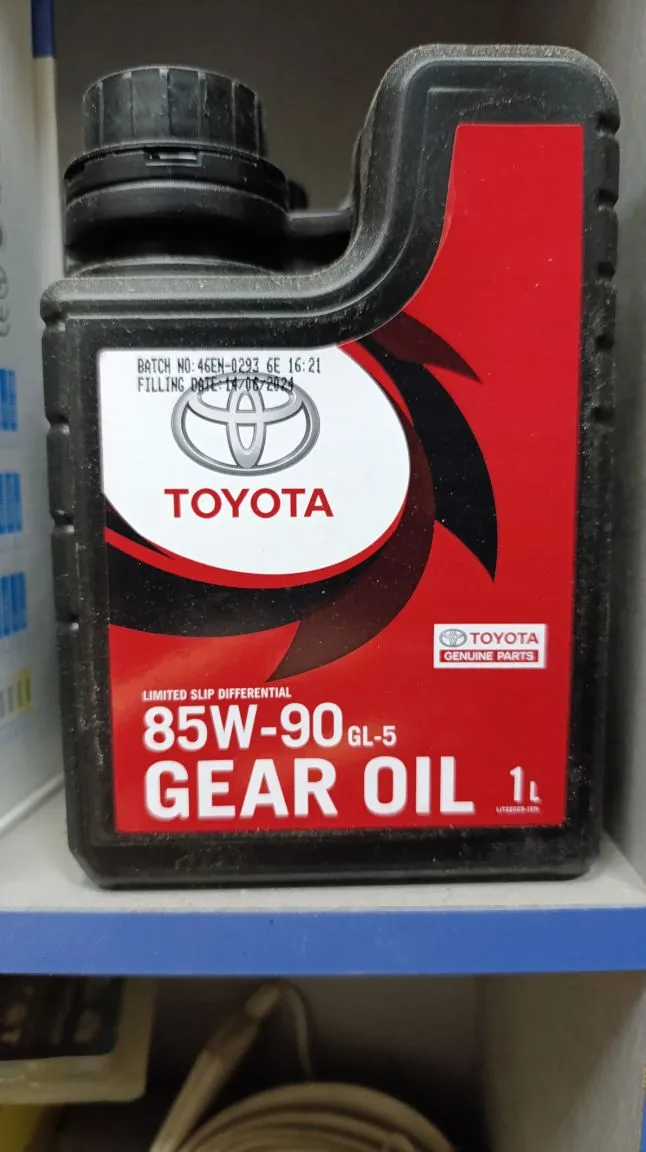 BATCH NO:46EN-0293 6E 16:21
FILLING DATE:14/06/2024
TOYOTA
TOYOTA
GENUINE PARTS
LIMITED SLIP DIFFERENTIAL
85W-90 GL-5
GEAR OIL 1L